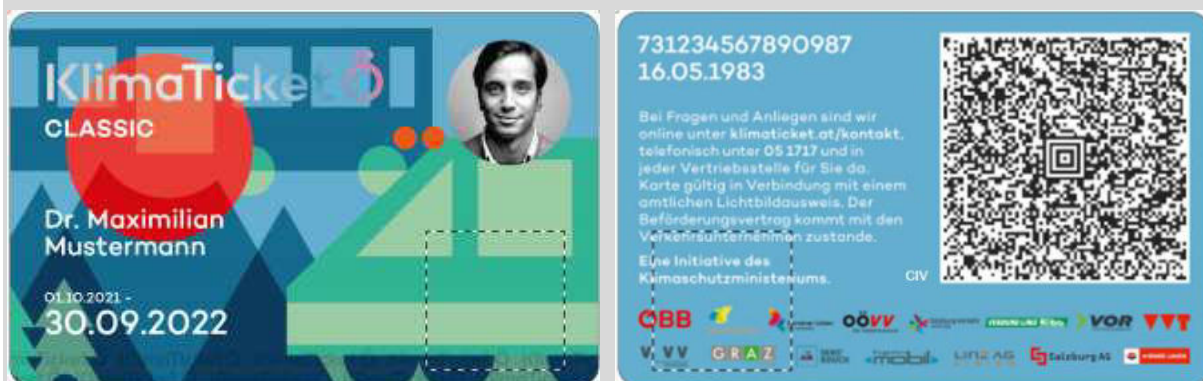 KlimaTicket Ö
CLASSIC
Dr. Maximilian
Mustermann
01.10.2021 -
30.09.2022
731234567890987
16.05.1983
Bei Fragen und Anliegen sind wir
online unter klimaticket.at/kontakt,
telefonisch unter 05 1717 und in
jeder Vertriebsstelle für Sie da.
Karte gültig in Verbindung mit einem
amtlichen Lichtbildausweis. Der
Beförderungsvertrag kommt mit den
Verkehrsunternehmen zustande.
Eine Initiative des
Klimaschutzministeriums.
CIV
ÖBB OÖVV VOR VVT
VVV GRAZ mobil LINZ AG Salzburg AG